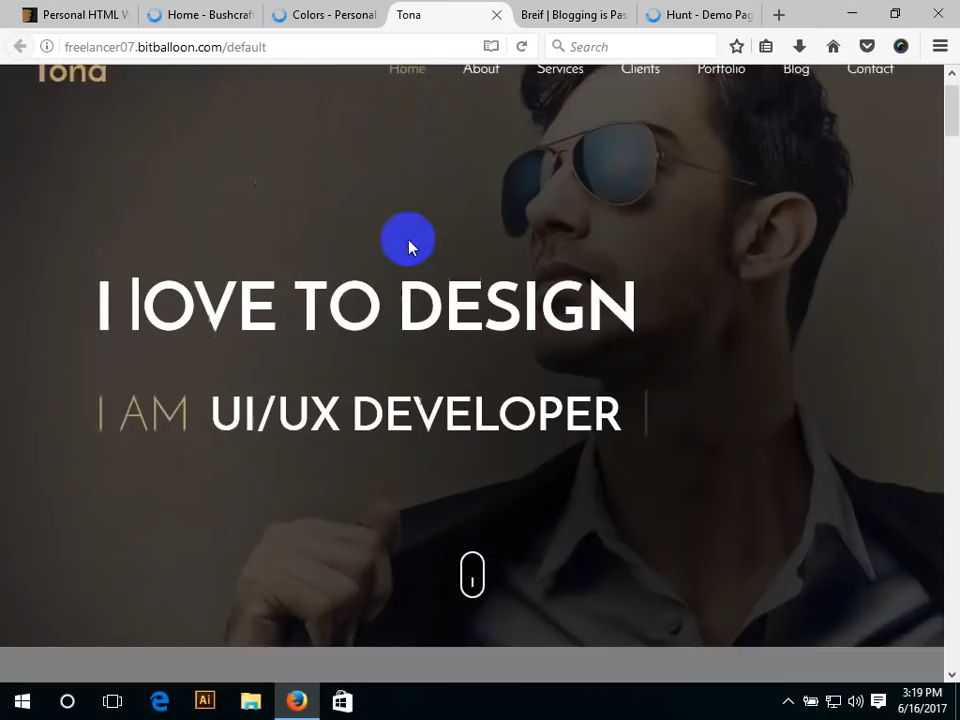 Personal HTML W
Home - Bushcraf
Colors - Personal
Tona
Breif | Blogging is Pas
Hunt - Demo Pag
freelancer07.bitballoon.com/default
Search
Tona
Home
About
Services
Clients
Portfolio
Blog
Contact
I lOVE TO DESIGN
I AM UI/UX DEVELOPER |
Ai
3:19 PM
6/16/2017